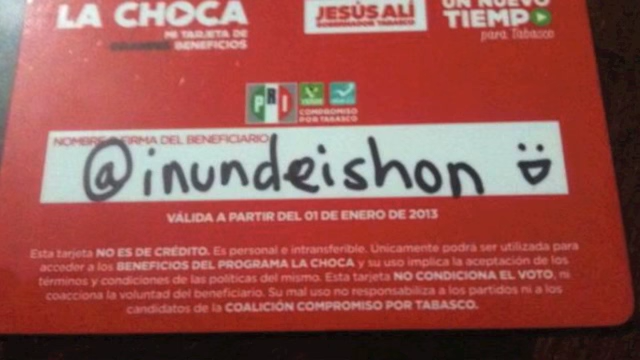 LA CHOCA
MI TARJETA DE
BENEFICIOS
JESÚS ALÍ
GOBERNADOR TABASCO
UN NUEVO
TIEMPO
para Tabasco
PRI
VERDE
COMPROMISO
POR TABASCO
NOMBRE Y FIRMA DEL BENEFICIARIO
@inundeishon :D
VÁLIDA A PARTIR DEL 01 DE ENERO DE 2013
Esta tarjeta NO ES DE CRÉDITO. Es personal e intransferible. Únicamente podrá ser utilizada para
acceder a los BENEFICIOS DEL PROGRAMA LA CHOCA y su uso implica la aceptación de los
términos y condiciones de las políticas del mismo. Esta tarjeta NO CONDICIONA EL VOTO, ni
coacciona la voluntad del beneficiario. Su mal uso no responsabiliza a los partidos ni a los
candidatos de la COALICIÓN COMPROMISO POR TABASCO.